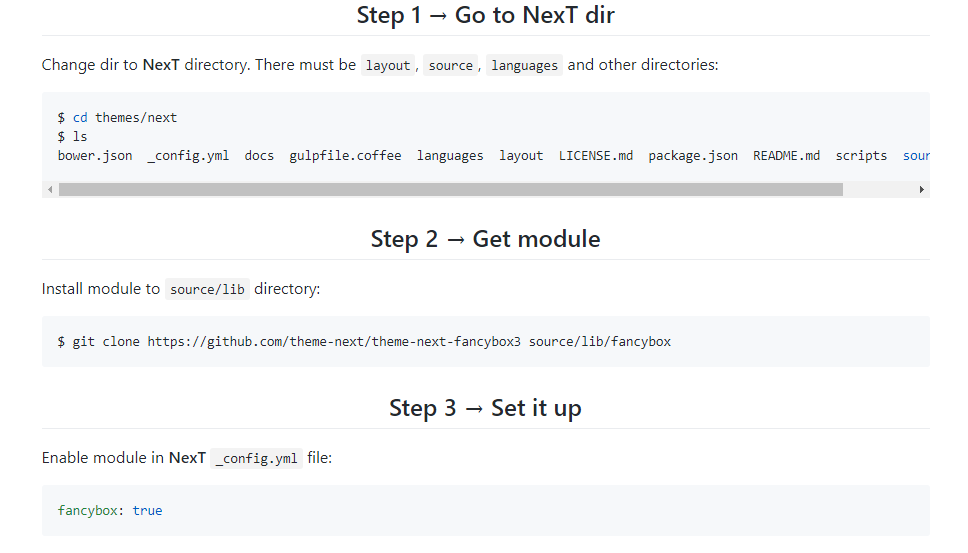 Step 1 → Go to NexT dir
Change dir to NexT directory. There must be layout, source, languages and other directories:
$ cd themes/next
$ ls
bower.json _config.yml docs gulpfile.coffee languages layout LICENSE.md package.json README.md scripts
Step 2 → Get module
Install module to source/lib directory:
$ git clone https://github.com/theme-next/theme-next-fancybox3 source/lib/fancybox
Step 3 → Set it up
Enable module in NexT _config.yml file:
fancybox: true